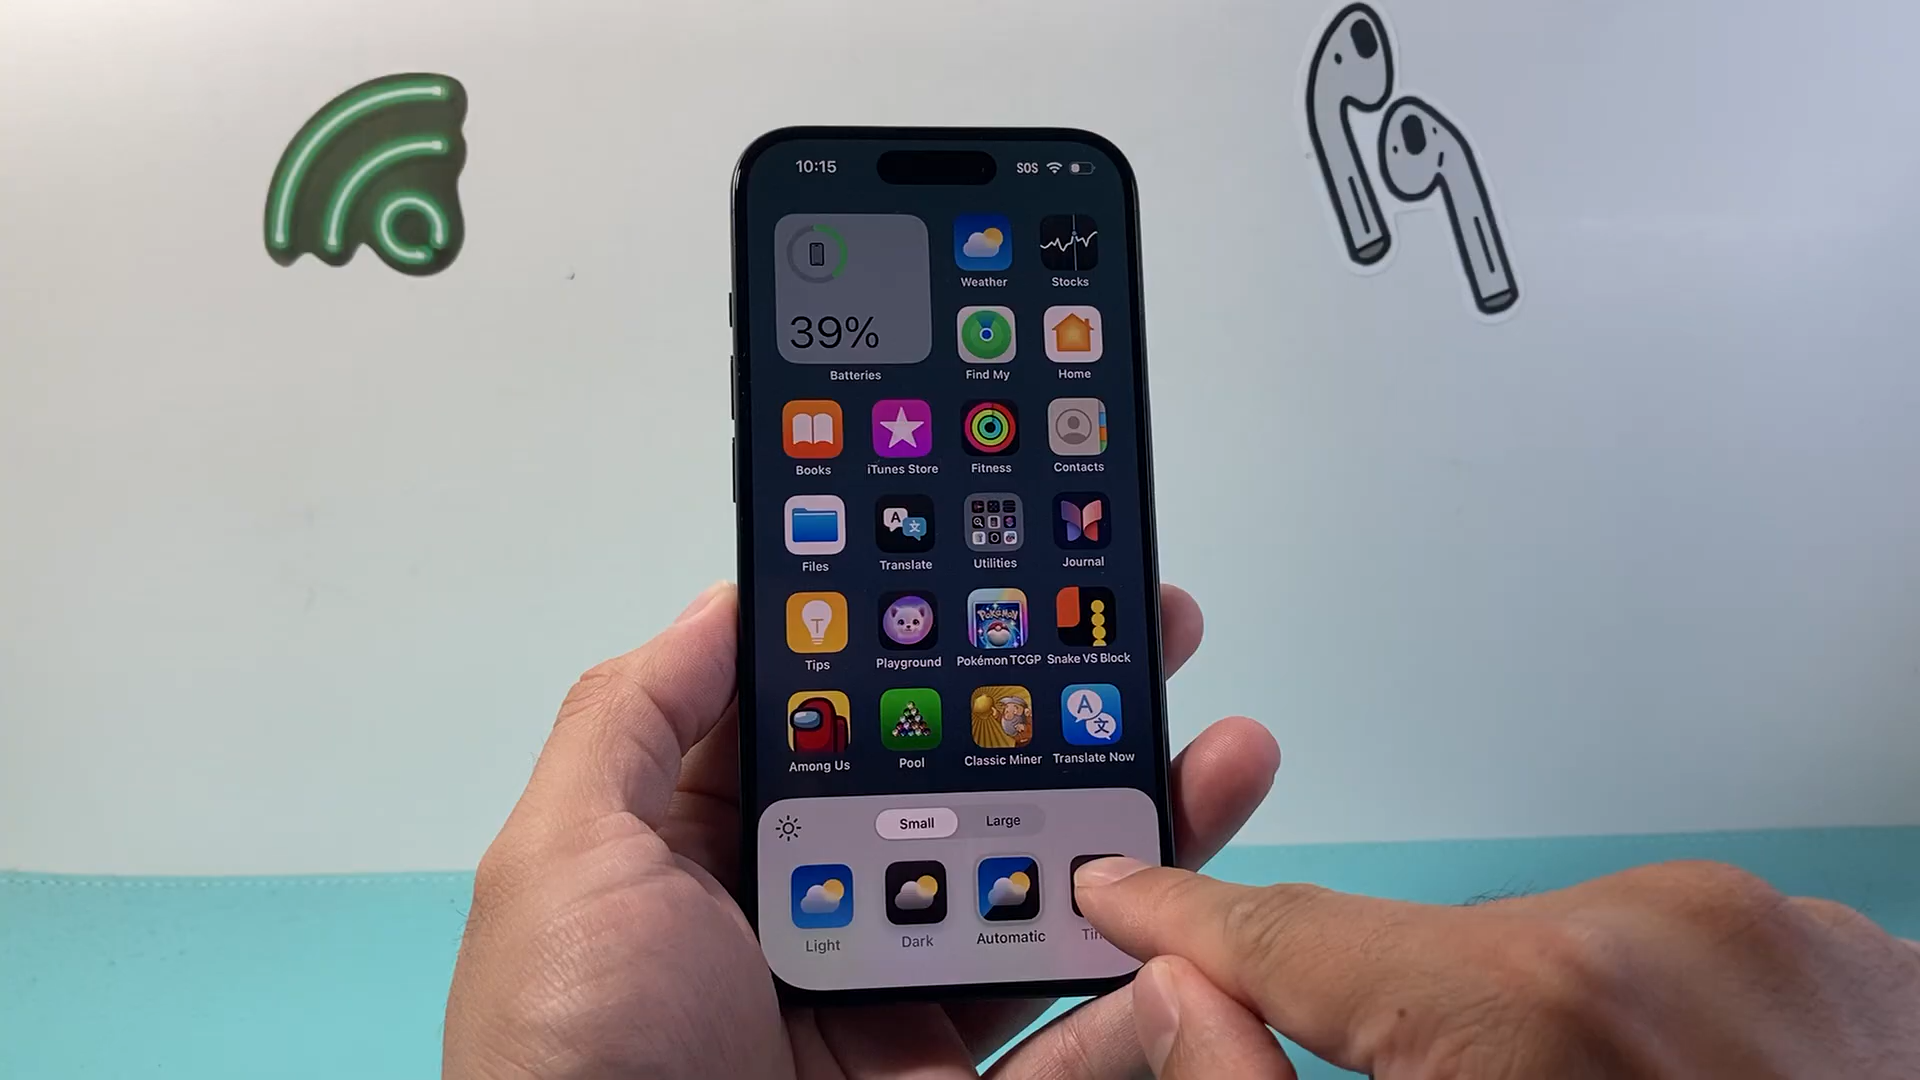 10:15
SOS
39%
Batteries
Weather
Stocks
Find My
Home
Books
iTunes Store
Fitness
Contacts
Files
Translate
Utilities
Journal
Tips
Playground
Pokémon TCGP
Snake VS Block
Among Us
Pool
Classic Miner
Translate Now
Small
Large
Light
Dark
Automatic